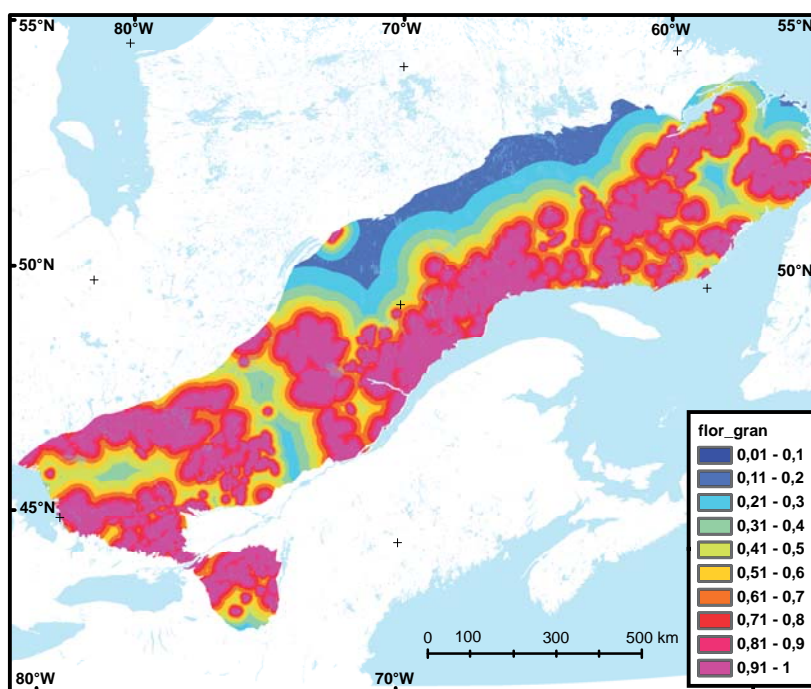 55°N 80°W 70°W 60°W 55°N
50°N 50°N
45°N
flor_gran
0,01 - 0,1
0,11 - 0,2
0,21 - 0,3
0,31 - 0,4
0,41 - 0,5
0,51 - 0,6
0,61 - 0,7
0,71 - 0,8
0,81 - 0,9
0,91 - 1
0 100 300 500 km
80°W 70°W